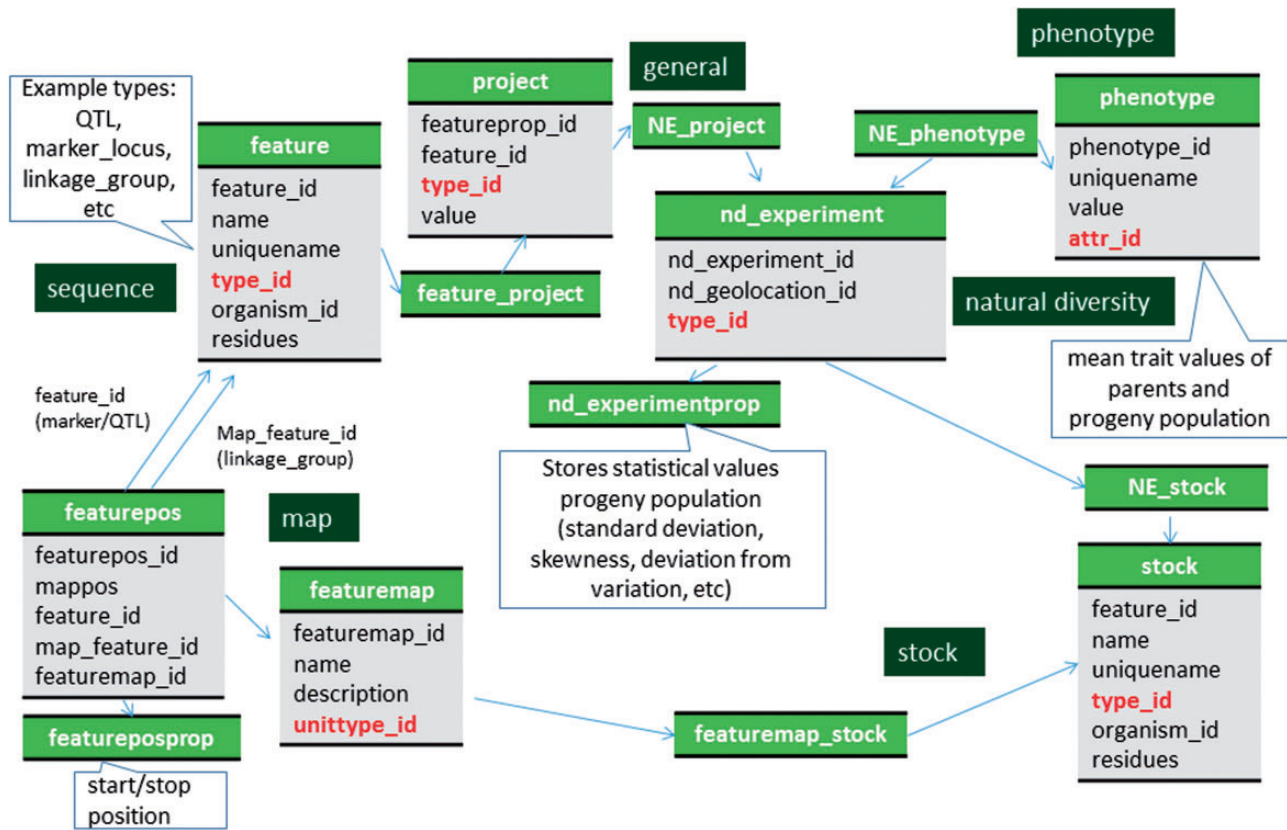 phenotype
general
Example types:
QTL,
marker_locus,
linkage_group,
etc
project
featureprop_id
feature_id
type_id
value
NE_project
NE_phenotype
phenotype
phenotype_id
uniquename
value
attr_id
feature
feature_id
name
uniquename
type_id
organism_id
residues
sequence
feature_project
nd_experiment
nd_experiment_id
nd_geolocation_id
type_id
natural diversity
mean trait values of
parents and
progeny population
nd_experimentprop
Stores statistical values
progeny population
(standard deviation,
skewness, deviation from
variation, etc)
feature_id
(marker/QTL)
Map_feature_id
(linkage_group)
featurepos
featurepos_id
mappos
feature_id
map_feature_id
featuremap_id
map
featuremap
featuremap_id
name
description
unittype_id
featureposprop
start/stop
position
featuremap_stock
stock
NE_stock
stock
feature_id
name
uniquename
type_id
organism_id
residues